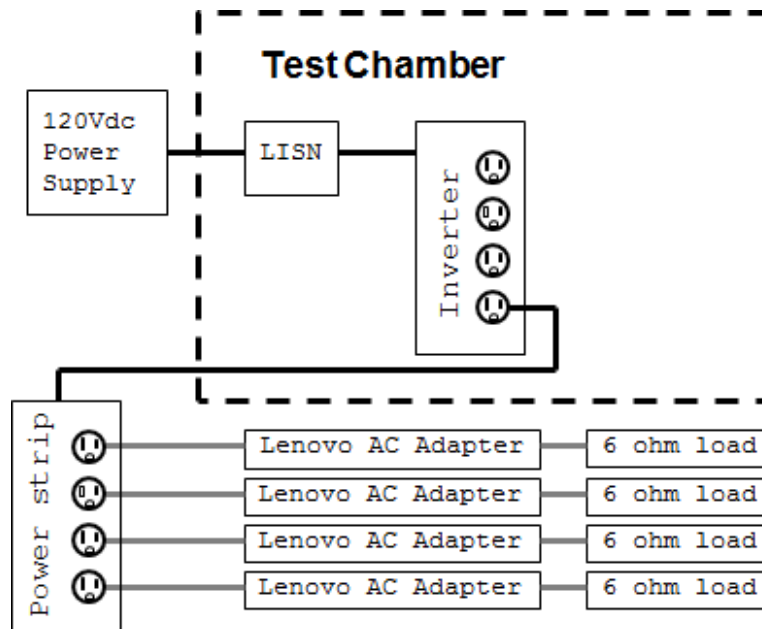 Test Chamber
120Vdc
Power
Supply
LISN
Inverter
Power strip
Lenovo AC Adapter
6 ohm load
Lenovo AC Adapter
6 ohm load
Lenovo AC Adapter
6 ohm load
Lenovo AC Adapter
6 ohm load